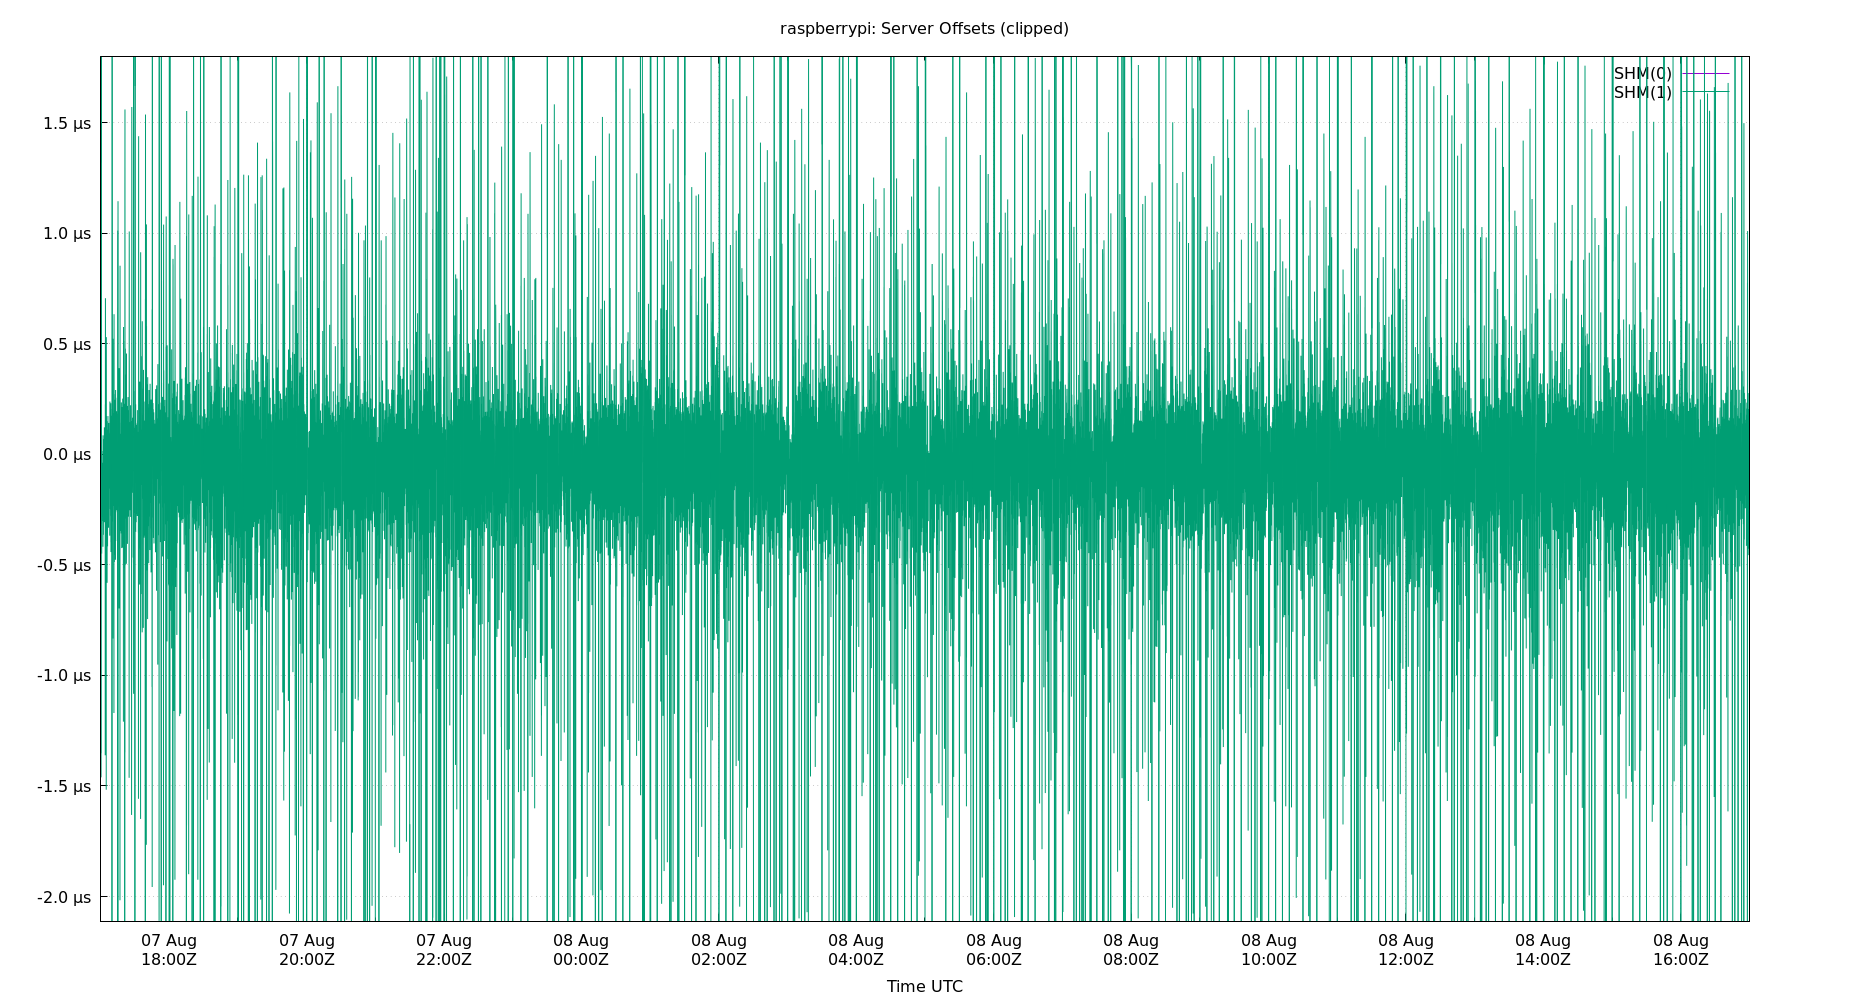 raspberrypi: Server Offsets (clipped)
SHM(0)
SHM(1)
1.5 µs
1.0 µs
0.5 µs
0.0 µs
-0.5 µs
-1.0 µs
-1.5 µs
-2.0 µs
07 Aug 07 Aug 07 Aug 08 Aug 08 Aug 08 Aug 08 Aug 08 Aug 08 Aug 08 Aug 08 Aug 08 Aug
18:00Z 20:00Z 22:00Z 00:00Z 02:00Z 04:00Z 06:00Z 08:00Z 10:00Z 12:00Z 14:00Z 16:00Z
Time UTC